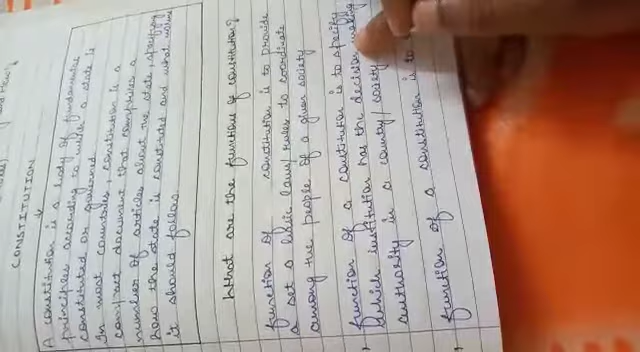 CONSTITUTION
A constitution is a body of fundamental
principles according to which a state is
constituted or governed.
In most countries, constitution is a
compact document that comprises a
number of articles about the state, specifying
how the state is constituted and what
it should follow.
What are the functions of constitution?
function of constitution is to provide
a set o basic laws/rules to coordinate
among the people of a given society
function of a constitution is to specify
which institution has the decision making
authority in a country/society
function of a constitution is to